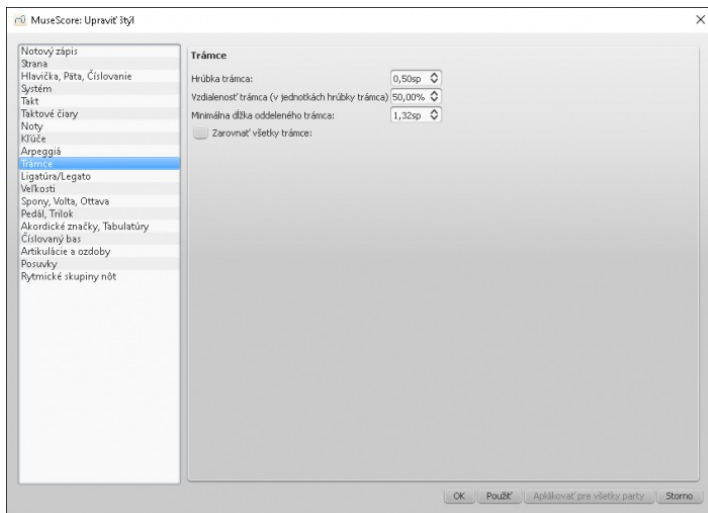 MuseScore: Upraviť štýl
Notový zápis
Strana
Hlavička, Päta, Číslovanie
Systém
Takt
Taktové čiary
Noty
Kľúče
Arpeggiá
Trámce
Ligatúra/Legato
Veľkosti
Spony, Volta, Ottava
Pedál, Trilok
Akordické značky, Tabulatúry
Číslovaný bas
Artikulácie a ozdoby
Posuvky
Rytmické skupiny nôt
Trámce
Hrúbka trámca: 0,50sp
Vzdialenosť trámca (v jednotkách hrúbky trámca) 50,00%
Minimálna dĺžka oddeleného trámca: 1,32sp
Zarovnať všetky trámce:
OK Použiť Aplikovať pre všetky party Storno